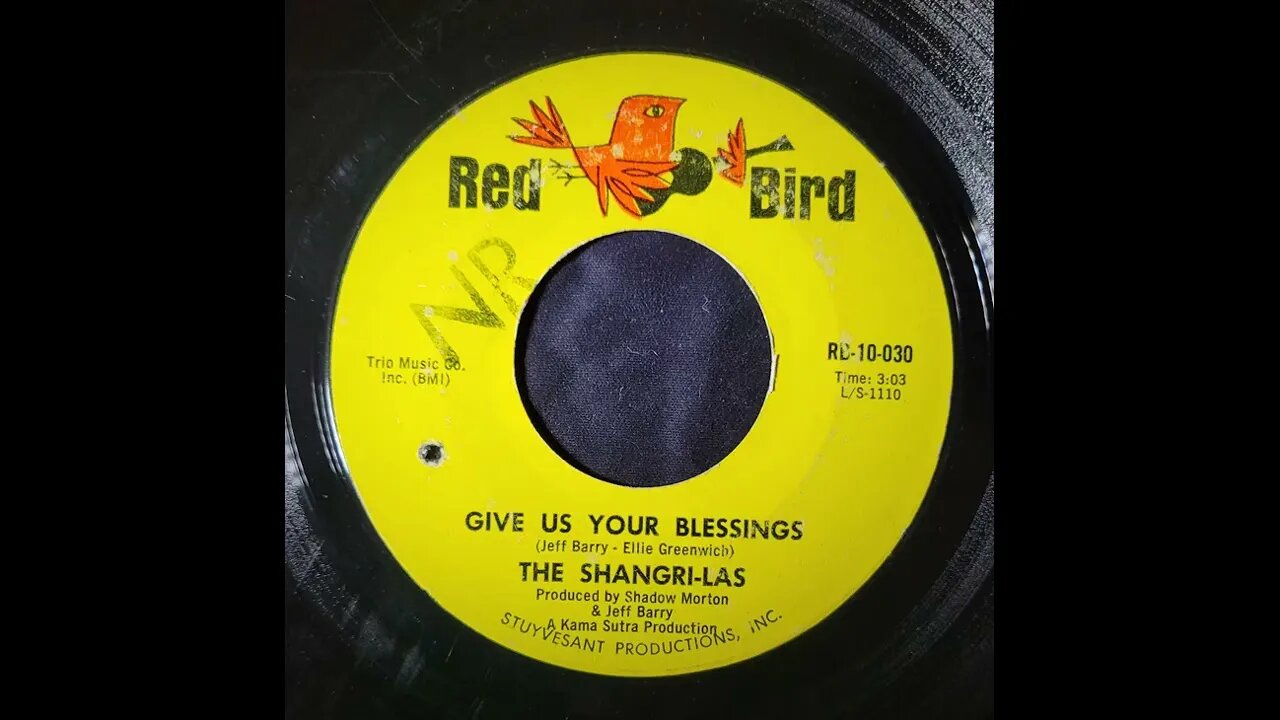 Red Bird
NR
Trio Music Co.
Inc. (BMI)
RB-10-030
Time: 3:03
L/S-1110
GIVE US YOUR BLESSINGS
(Jeff Barry - Ellie Greenwich)
THE SHANGRI-LAS
Produced by Shadow Morton
& Jeff Barry
A Kama Sutra Production
STUYVESANT PRODUCTIONS, INC.